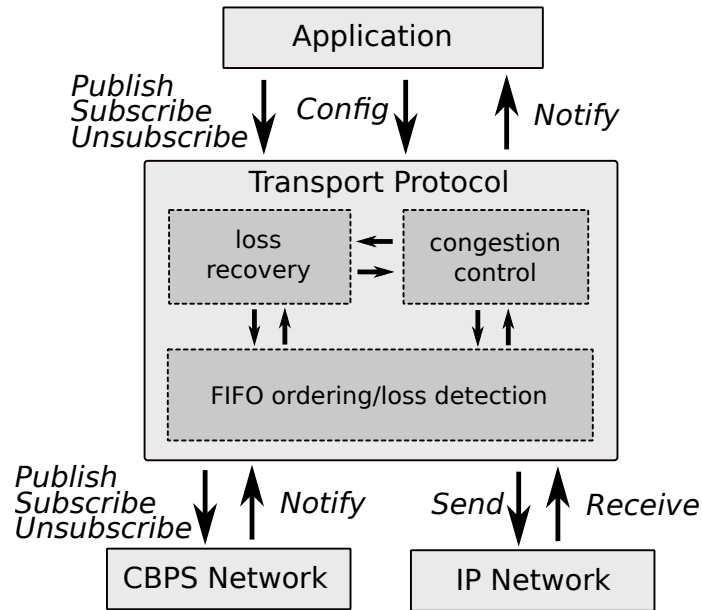 Application
Publish
Subscribe
Unsubscribe
Config
Notify
Transport Protocol
loss
recovery
congestion
control
FIFO ordering/loss detection
Publish
Subscribe
Unsubscribe
Notify
Send
Receive
CBPS Network
IP Network